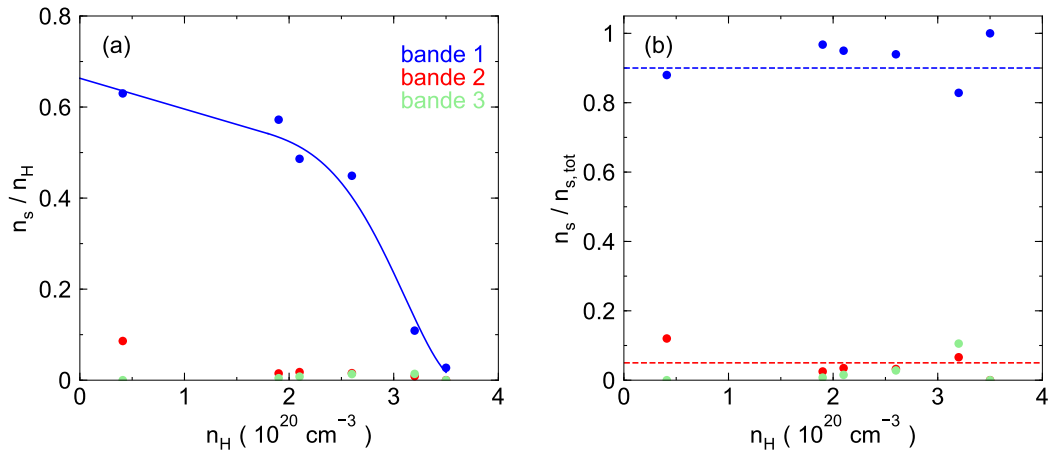 (a)
bande 1
bande 2
bande 3
0.8
0.6
0.4
0.2
0
n_s / n_H
0 1 2 3 4
n_H ( 10^20 cm^−3 )
(b)
1
0.8
0.6
0.4
0.2
0
n_s / n_s,tot
0 1 2 3 4
n_H ( 10^20 cm^−3 )